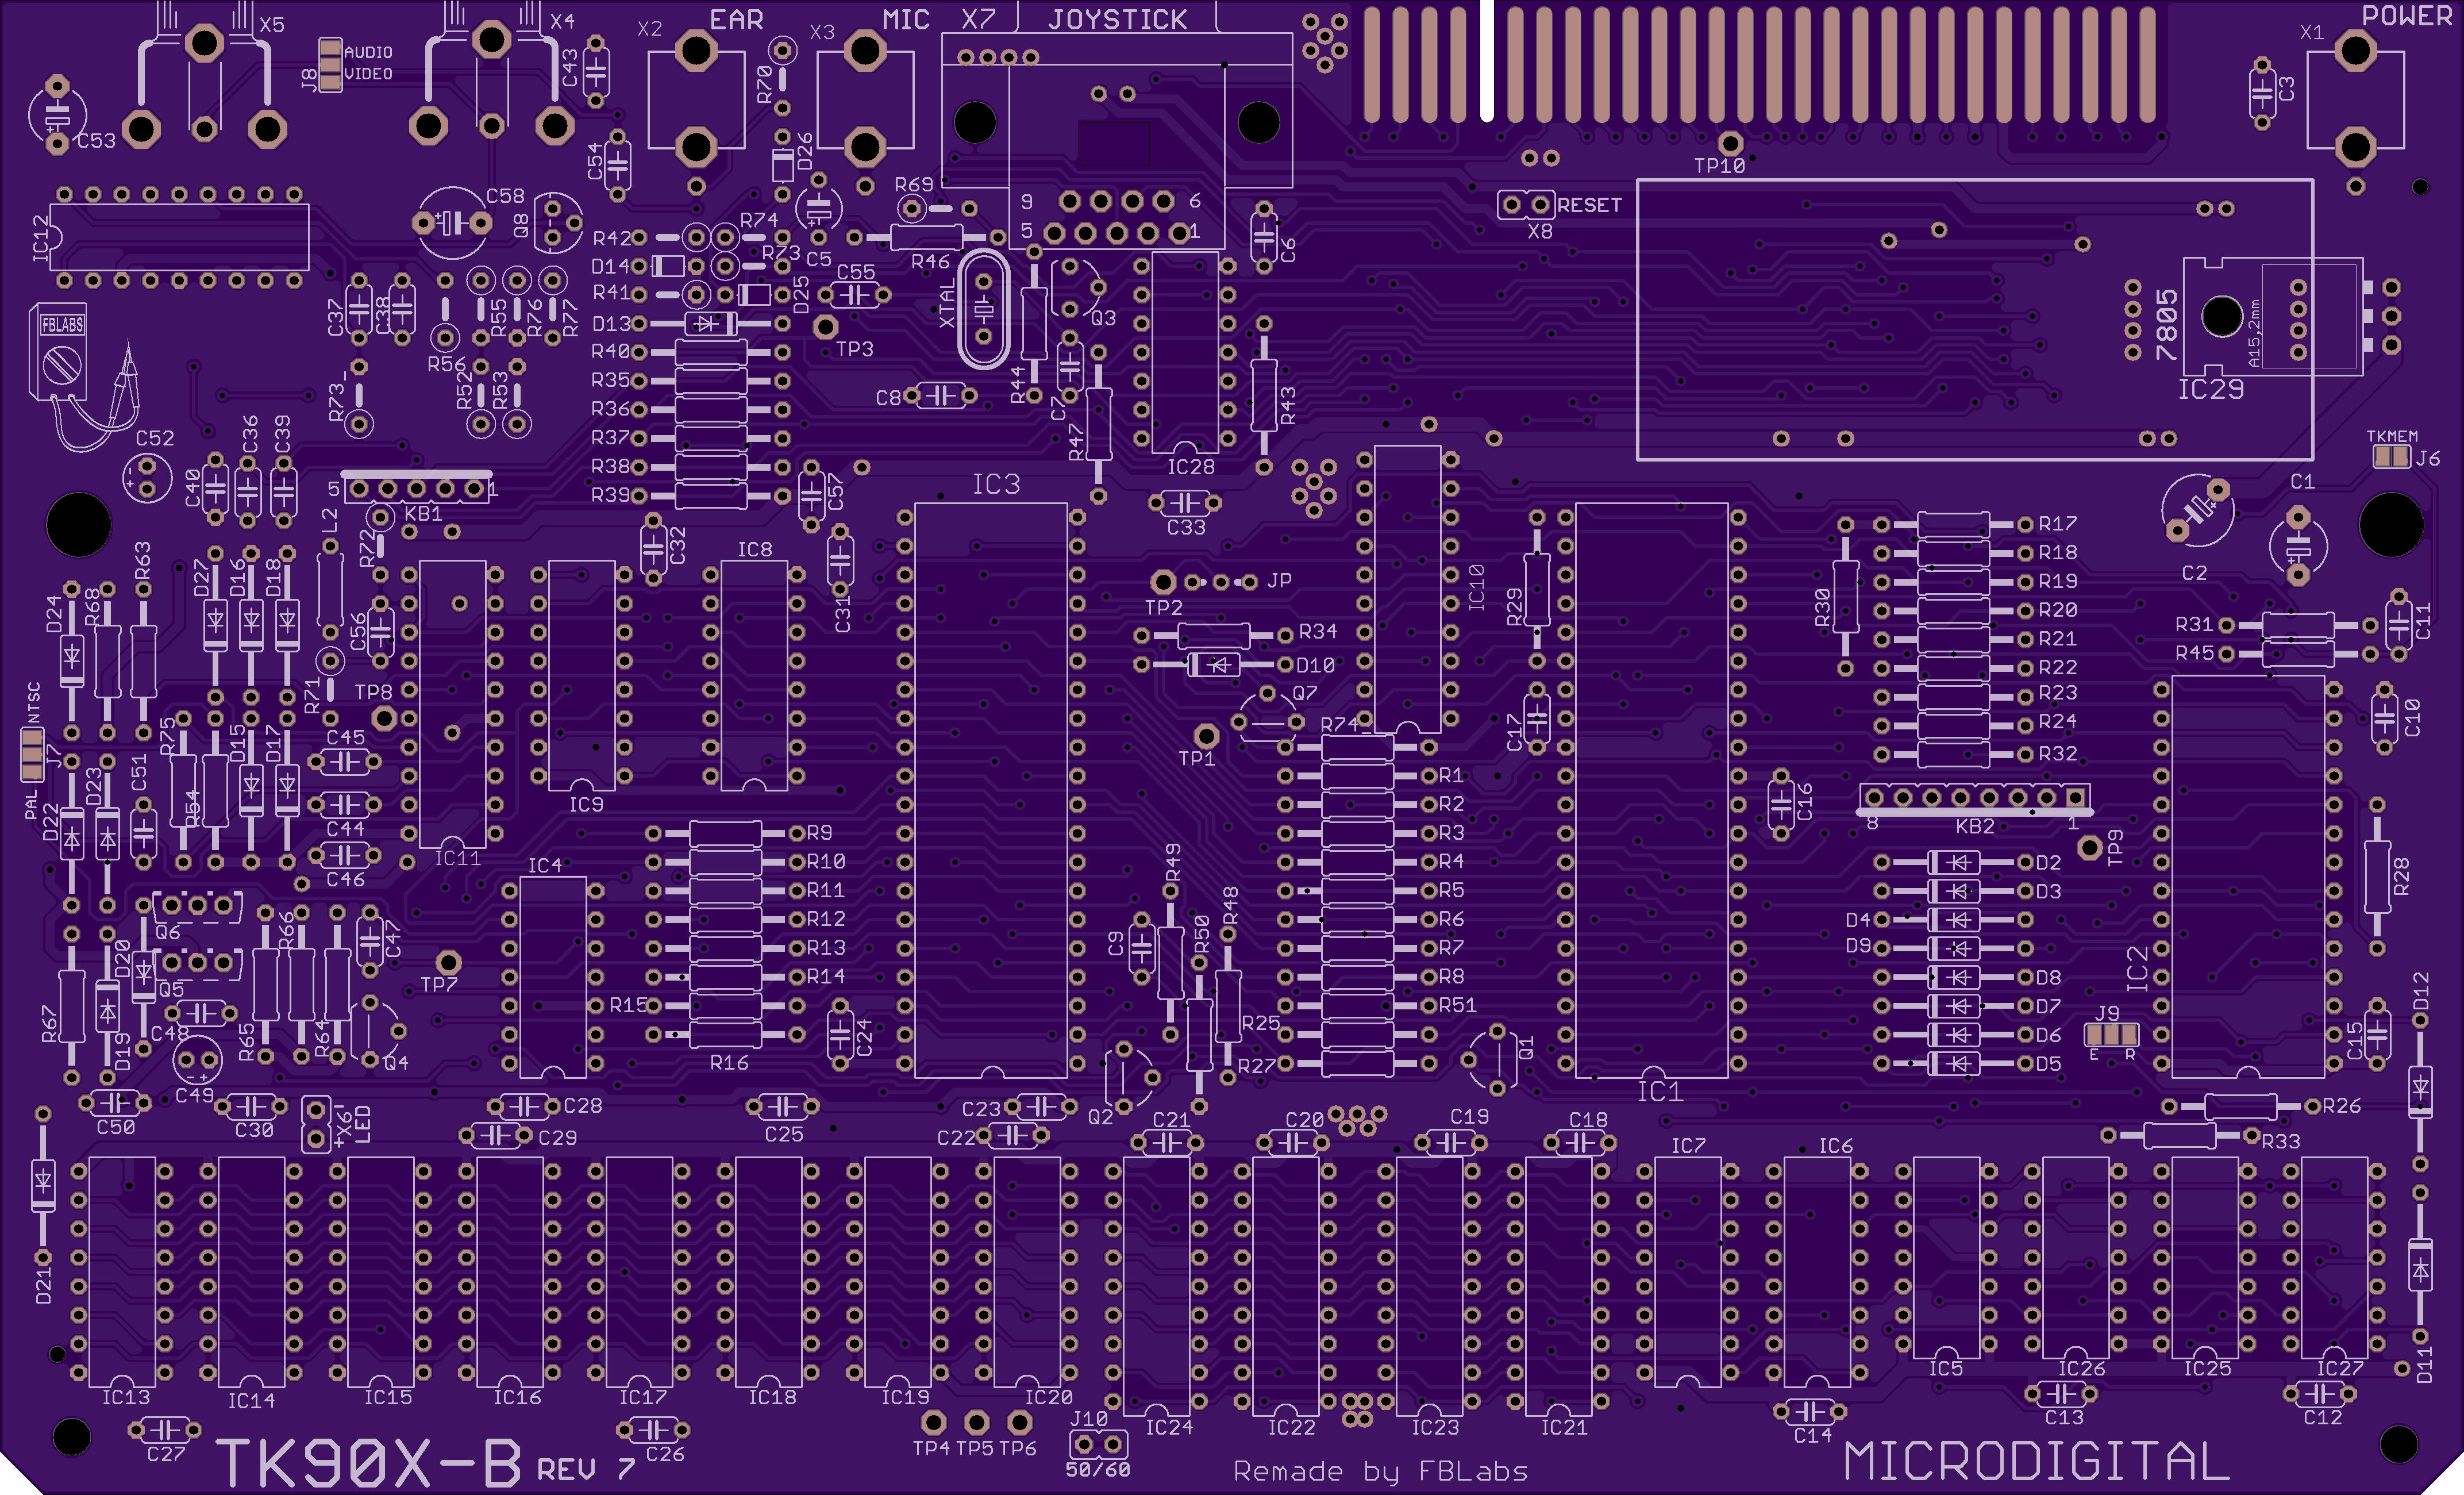 X5
X4
X2
EAR
MIC
X3
X7
JOYSTICK
POWER
X1
AUDIO
VIDEO
J8
C43
R70
C3
C53
C54
D26
TP10
C58
Q8
R69
9
6
5
1
RESET
X8
IC12
R42
R74
R73
D14
R41
D25
C5
C55
R46
C6
D13
TP3
XTAL
Q3
R40
R35
R36
R37
R38
R39
C8
R44
C7
R47
IC28
R43
7805
A15,2mm
IC29
FBLABS
C37
C38
R56
R55
R76
R77
R52
R53
R73_
C52
C40
C36
C39
5
1
KB1
L2
R72
C57
C32
C31
IC3
C33
TKMEM
J6
C1
C2
IC8
IC10
R29
R30
R17
R18
R19
R20
R21
R22
R23
R24
R32
TP2
JP
R34
D10
Q7
TP1
R74_
C17
C16
8
KB2
1
TP9
R31
R45
C11
C10
D24
R68
R63
D27
D16
D18
C56
R71
TP8
NTSC
J7
PAL
R75
D15
D17
C45
C44
C46
R54
D22
D23
C51
IC11
IC9
IC4
R1
R2
R3
R4
R5
R6
R7
R8
R51
R25
R27
R9
R10
R11
R12
R13
R14
R15
R16
C24
R49
R48
R50
C9
Q2
Q1
IC1
D2
D3
D4
D9
D8
D7
D6
D5
IC2
R28
J9
E
R
C15
D12
Q6
Q5
D20
D19
R67
C48
C49
R66
R65
R64
C47
Q4
TP7
C50
C30
+X6-
LED
C28
C29
C25
C23
C22
C21
C20
C19
C18
IC7
IC6
R26
R33
D21
D11
IC13
IC14
IC15
IC16
IC17
IC18
IC19
IC20
IC24
IC22
IC23
IC21
IC5
IC26
IC25
IC27
C27
C26
TP4
TP5
TP6
J10
50/60
C14
C13
C12
TK90X-B REV 7
Remade by FBLabs
MICRODIGITAL